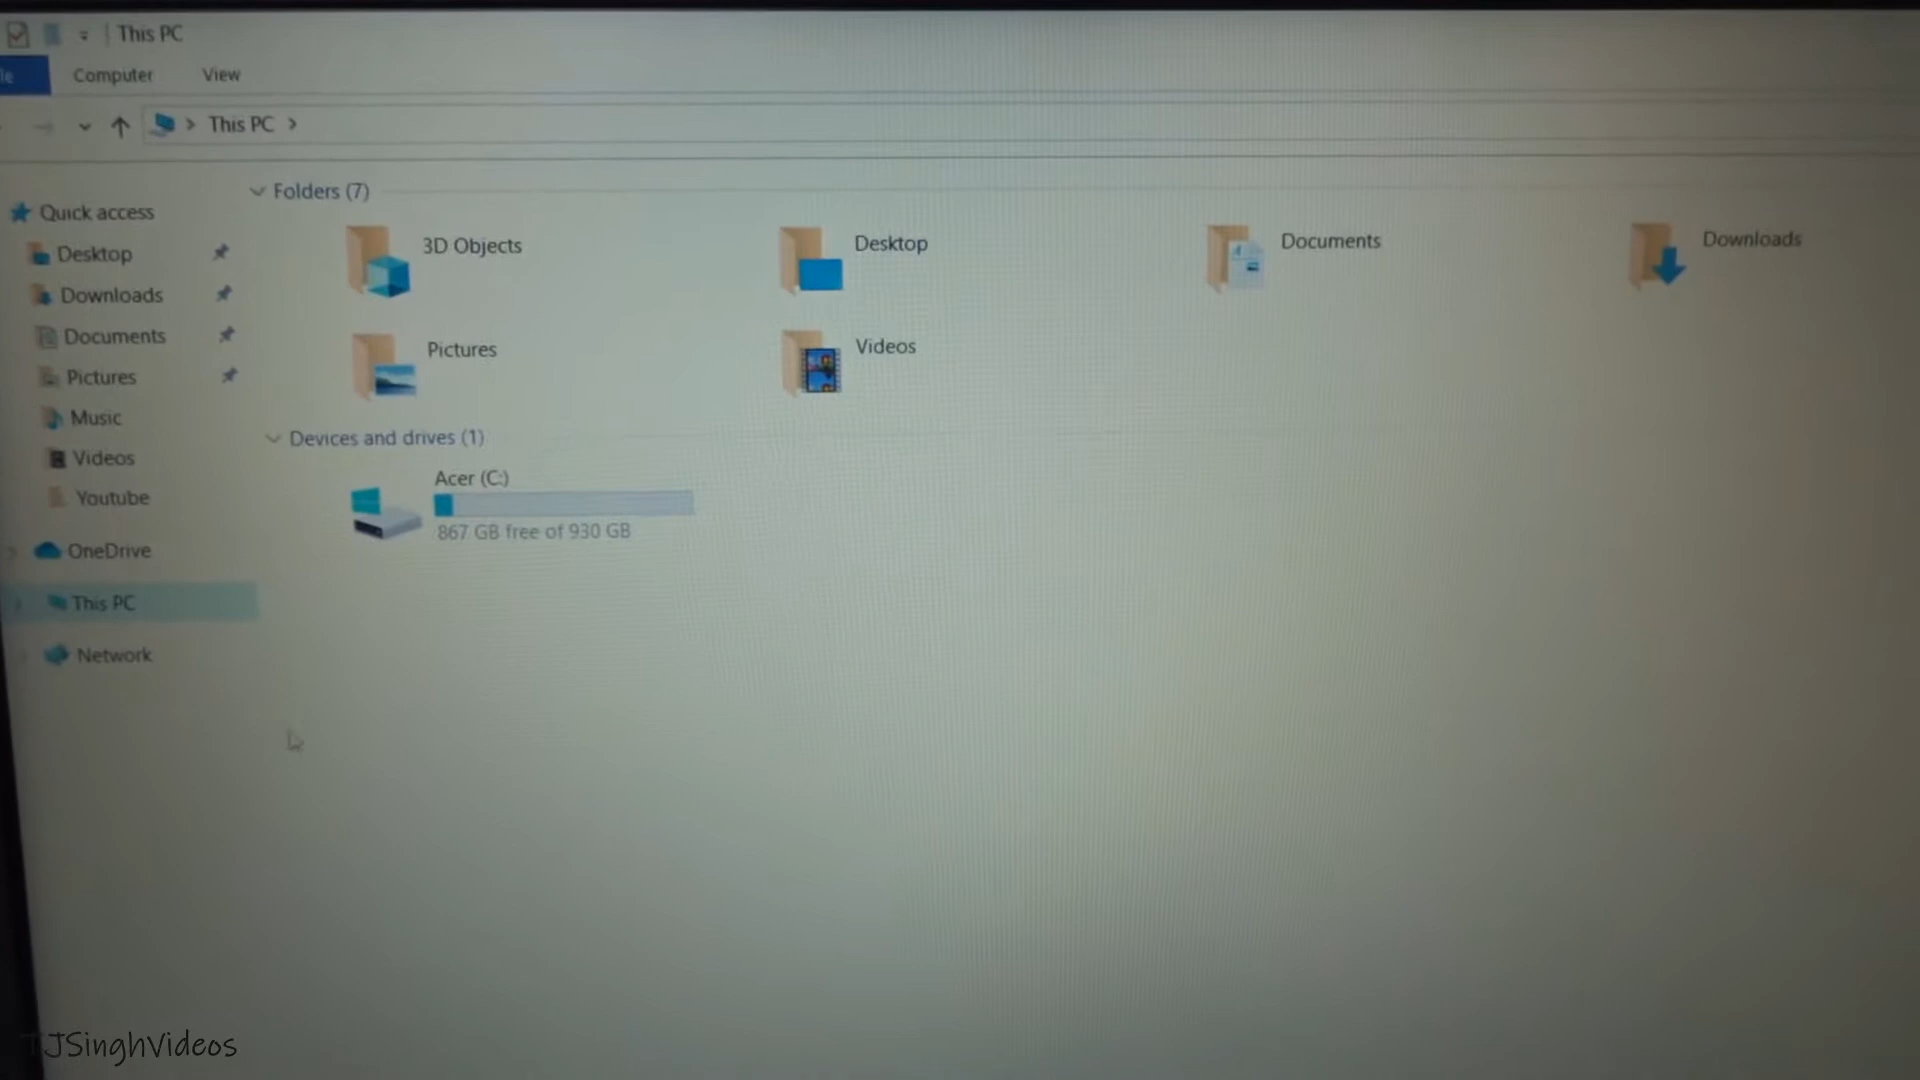 This PC
le
Computer
View
This PC
Quick access
Desktop
Downloads
Documents
Pictures
Music
Videos
Youtube
OneDrive
This PC
Network
Folders (7)
3D Objects
Desktop
Documents
Downloads
Pictures
Videos
Devices and drives (1)
Acer (C:)
867 GB free of 930 GB
TJSinghVideos